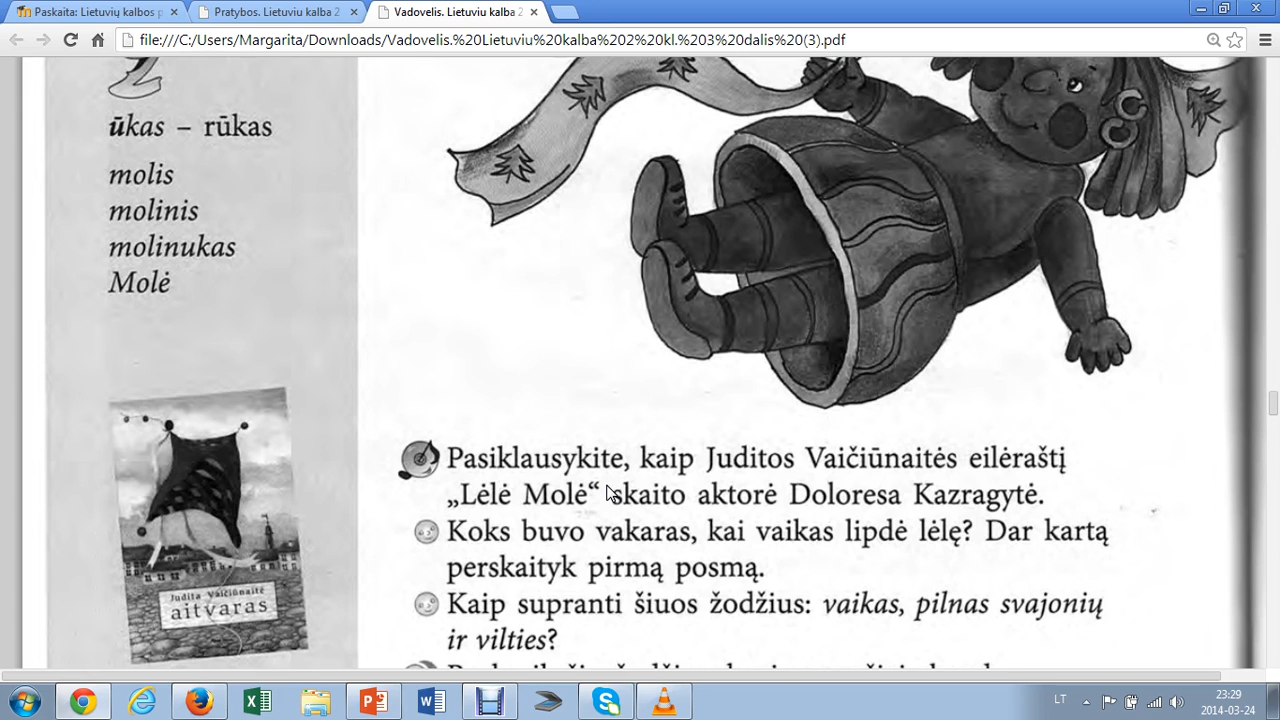 Paskaita: Lietuvių kalbos p
Pratybos. Lietuviu kalba 2
Vadovelis. Lietuviu kalba 2
file:///C:/Users/Margarita/Downloads/Vadovelis.%20Lietuviu%20kalba%202%20kl.%203%20dalis%20(3).pdf
2
ūkas – rūkas
molis
molinis
molinukas
Molė
Judita Vaičiūnaitė
aitvaras
Pasiklausykite, kaip Juditos Vaičiūnaitės eilėraštį
„Lėlė Molė“ skaito aktorė Doloresa Kazragytė.
Koks buvo vakaras, kai vaikas lipdė lėlę? Dar kartą
perskaityk pirmą posmą.
Kaip supranti šiuos žodžius: vaikas, pilnas svajonių
ir vilties?
LT
23:29
2014-03-24